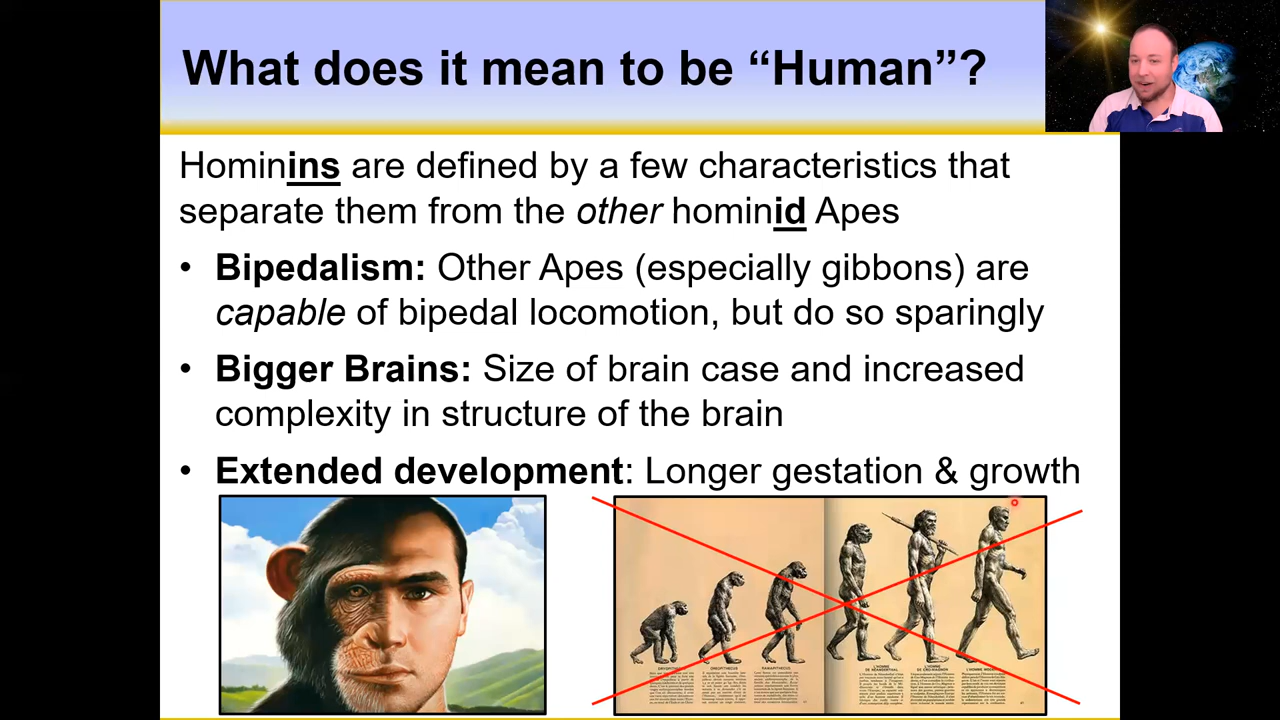 What does it mean to be “Human”?
Hominins are defined by a few characteristics that
separate them from the other hominid Apes
• Bipedalism: Other Apes (especially gibbons) are
capable of bipedal locomotion, but do so sparingly
• Bigger Brains: Size of brain case and increased
complexity in structure of the brain
• Extended development: Longer gestation & growth